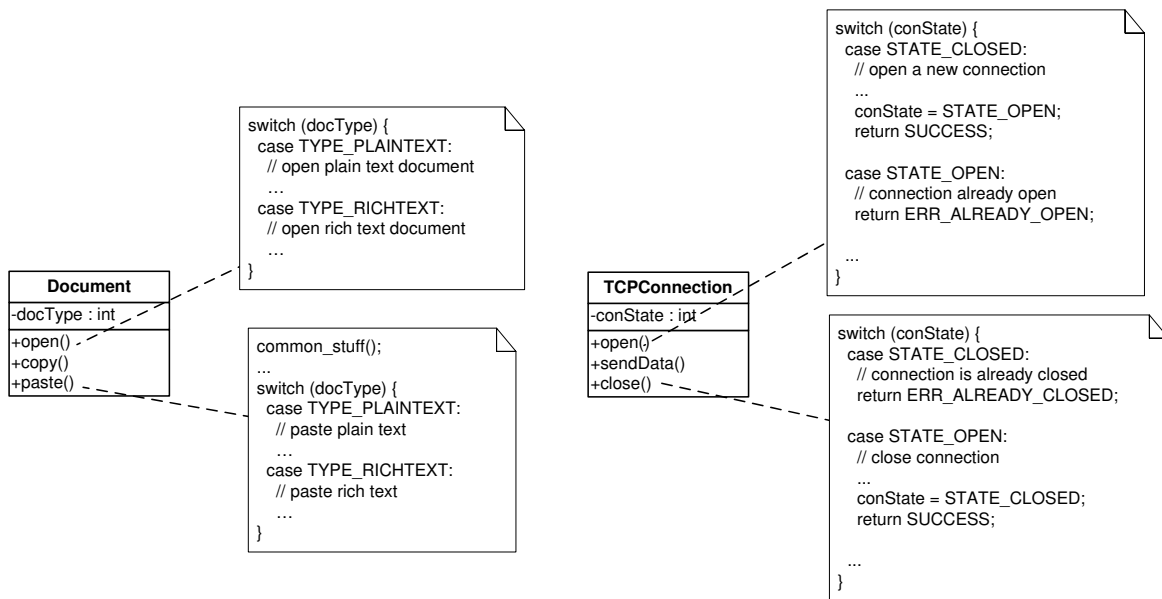 Document
-docType : int
+open()
+copy()
+paste()
switch (docType) {
case TYPE_PLAINTEXT:
// open plain text document
...
case TYPE_RICHTEXT:
// open rich text document
...
}
common_stuff();
...
switch (docType) {
case TYPE_PLAINTEXT:
// paste plain text
...
case TYPE_RICHTEXT:
// paste rich text
...
}
TCPConnection
-conState : int
+open()
+sendData()
+close()
switch (conState) {
case STATE_CLOSED:
// open a new connection
...
conState = STATE_OPEN;
return SUCCESS;
case STATE_OPEN:
// connection already open
return ERR_ALREADY_OPEN;
...
}
switch (conState) {
case STATE_CLOSED:
// connection is already closed
return ERR_ALREADY_CLOSED;
case STATE_OPEN:
// close connection
...
conState = STATE_CLOSED;
return SUCCESS;
...
}